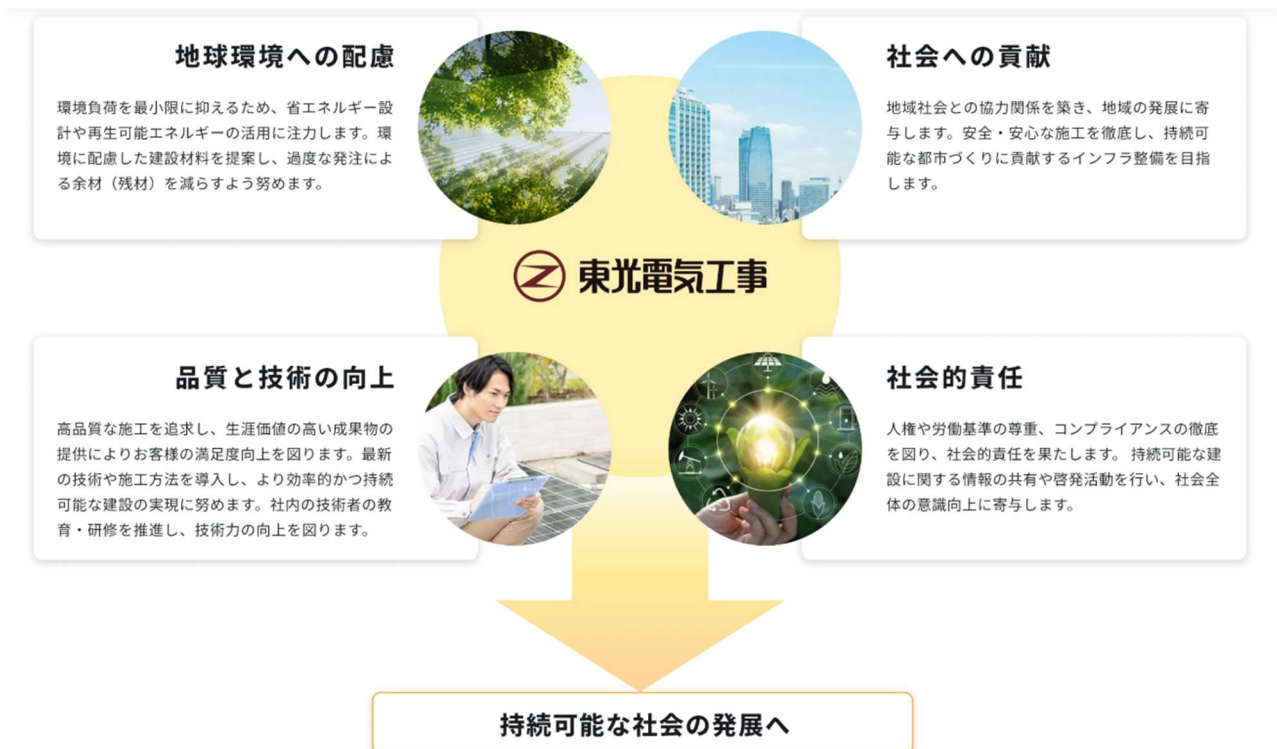 地球環境への配慮
環境負荷を最小限に抑えるため、省エネルギー設
計や再生可能エネルギーの活用に注力します。環
境に配慮した建設材料を提案し、過度な発注によ
る余材（残材）を減らすよう努めます。
社会への貢献
地域社会との協力関係を築き、地域の発展に寄
与します。安全・安心な施工を徹底し、持続可
能な都市づくりに貢献するインフラ整備を目指
します。
東光電気工事
品質と技術の向上
高品質な施工を追求し、生涯価値の高い成果物の
提供によりお客様の満足度向上を図ります。最新
の技術や施工方法を導入し、より効率的かつ持続
可能な建設の実現に努めます。社内の技術者の教
育・研修を推進し、技術力の向上を図ります。
社会的責任
人権や労働基準の尊重、コンプライアンスの徹底
を図り、社会的責任を果たします。 持続可能な建
設に関する情報の共有や啓発活動を行い、社会全
体の意識向上に寄与します。
持続可能な社会の発展へ